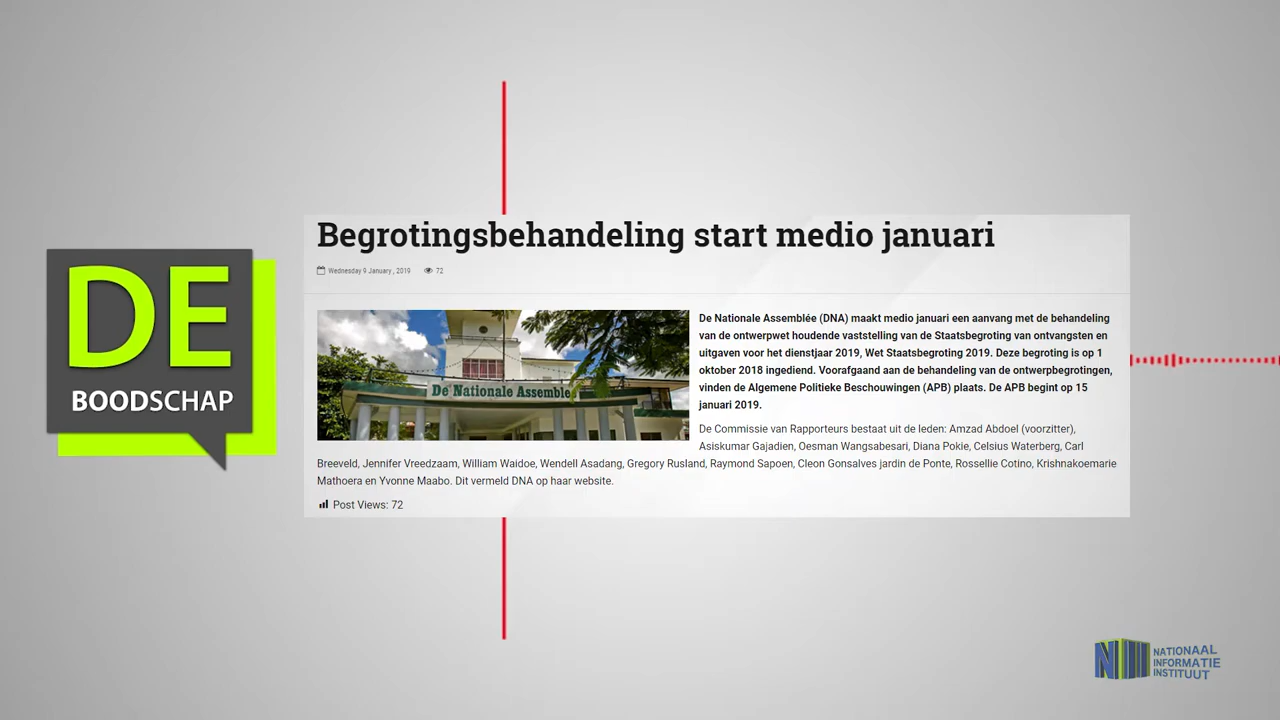 DE
BOODSCHAP
Begrotingsbehandeling start medio januari
Wednesday 9 January , 2019 72
De Nationale Assemblee
De Nationale Assemblée (DNA) maakt medio januari een aanvang met de behandeling
van de ontwerpwet houdende vaststelling van de Staatsbegroting van ontvangsten en
uitgaven voor het dienstjaar 2019, Wet Staatsbegroting 2019. Deze begroting is op 1
oktober 2018 ingediend. Voorafgaand aan de behandeling van de ontwerpbegrotingen,
vinden de Algemene Politieke Beschouwingen (APB) plaats. De APB begint op 15
januari 2019.
De Commissie van Rapporteurs bestaat uit de leden: Amzad Abdoel (voorzitter),
Asiskumar Gajadien, Oesman Wangsabesari, Diana Pokie, Celsius Waterberg, Carl
Breeveld, Jennifer Vreedzaam, William Waidoe, Wendell Asadang, Gregory Rusland, Raymond Sapoen, Cleon Gonsalves jardin de Ponte, Rossellie Cotino, Krishnakoemarie
Mathoera en Yvonne Maabo. Dit vermeld DNA op haar website.
Post Views: 72
NII
NATIONAAL
INFORMATIE
INSTITUUT